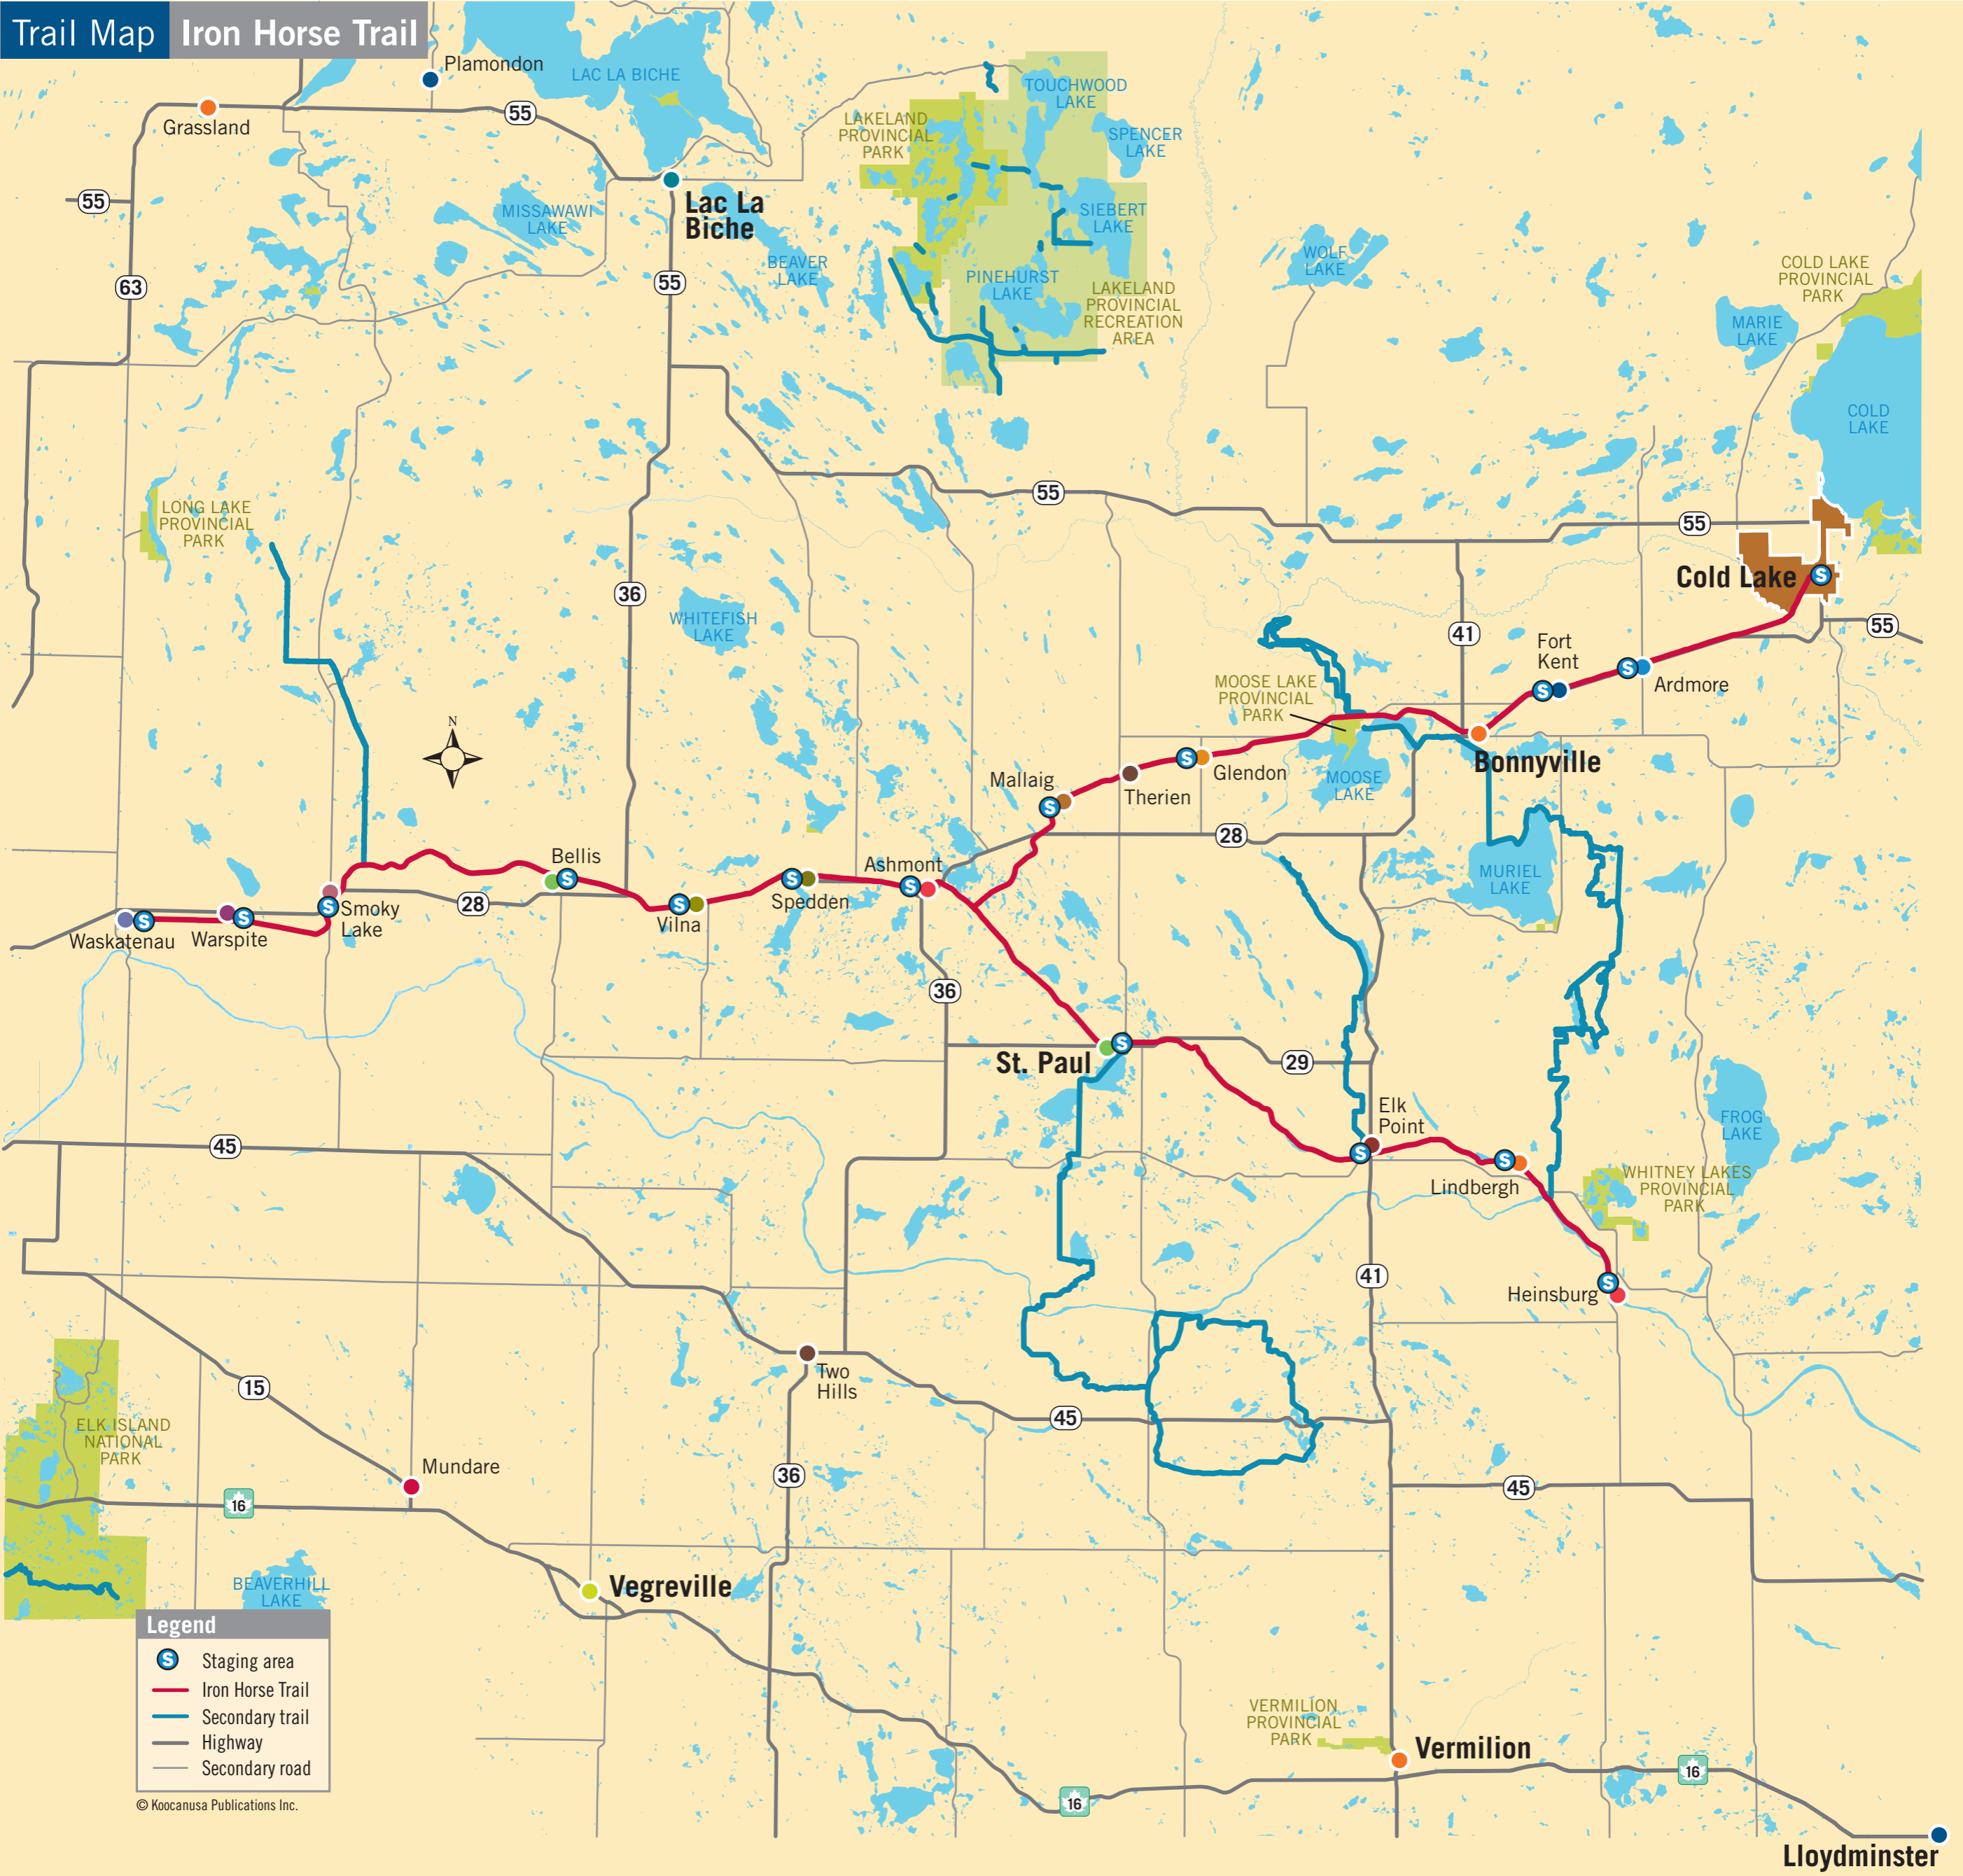 Trail Map Iron Horse Trail
Plamondon
LAC LA BICHE
TOUCHWOOD
LAKE
Grassland
55
LAKELAND
PROVINCIAL
PARK
SPENCER
LAKE
55
Lac La
Biche
MISSAWAWI
LAKE
SIEBERT
LAKE
BEAVER
LAKE
WOLF
LAKE
COLD LAKE
PROVINCIAL
PARK
63
55
PINEHURST
LAKE
LAKELAND
PROVINCIAL
RECREATION
AREA
MARIE
LAKE
COLD
LAKE
55
LONG LAKE
PROVINCIAL
PARK
55
Cold Lake
S
36
WHITEFISH
LAKE
41
55
Fort
Kent
S
S
Ardmore
MOOSE LAKE
PROVINCIAL
PARK
N
Bonnyville
S
Glendon
Mallaig
S
Therien
MOOSE
LAKE
28
Bellis
S
Ashmont
S
S
Spedden
MURIEL
LAKE
28
S
Vilna
S
Smoky
Lake
S
Waskatenau
S
Warspite
36
S
St. Paul
29
Elk
Point
S
FROG
LAKE
45
S
Lindbergh
WHITNEY LAKES
PROVINCIAL
PARK
41
S
Heinsburg
Two
Hills
15
45
ELK ISLAND
NATIONAL
PARK
Mundare
36
45
16
BEAVERHILL
LAKE
Vegreville
Legend
S Staging area
Iron Horse Trail
Secondary trail
Highway
Secondary road
© Koocanusa Publications Inc.
VERMILION
PROVINCIAL
PARK
Vermilion
16
16
Lloydminster